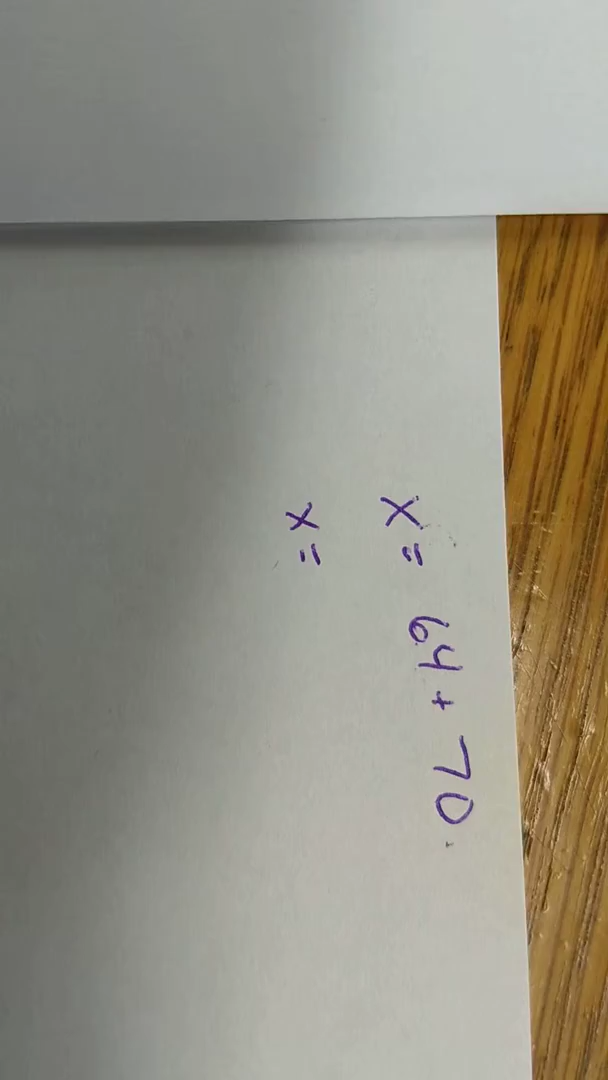 x = 64 + 70
x =